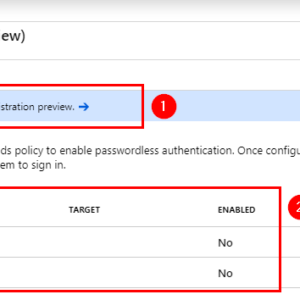 ew)
stration preview. →
1
ds policy to enable passwordless authentication. Once configu
em to sign in.
TARGET ENABLED
2
No
No